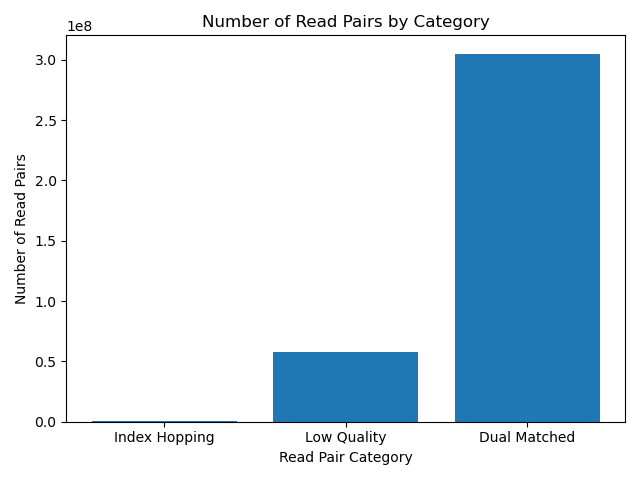 Number of Read Pairs by Category
1e8
3.0
2.5
2.0
1.5
1.0
0.5
0.0
Number of Read Pairs
Index Hopping
Low Quality
Dual Matched
Read Pair Category